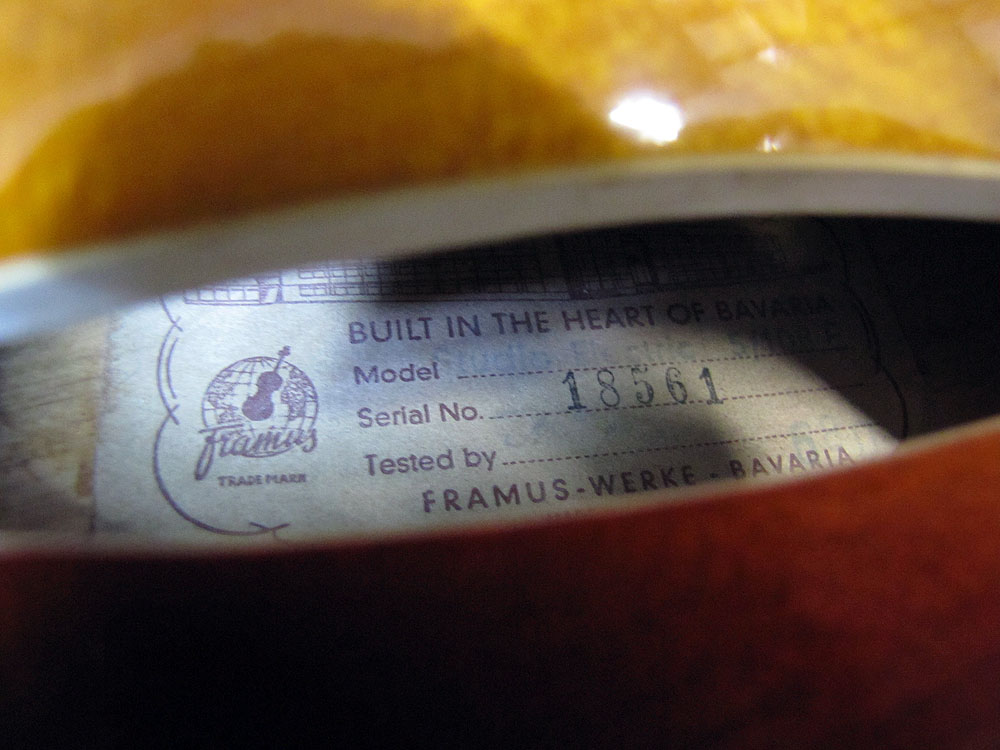 BUILT IN THE HEART OF BAVARIA
Model
Serial No. 18561
Tested by
FRAMUS-WERKE - BAVARIA
framus
TRADE MARK